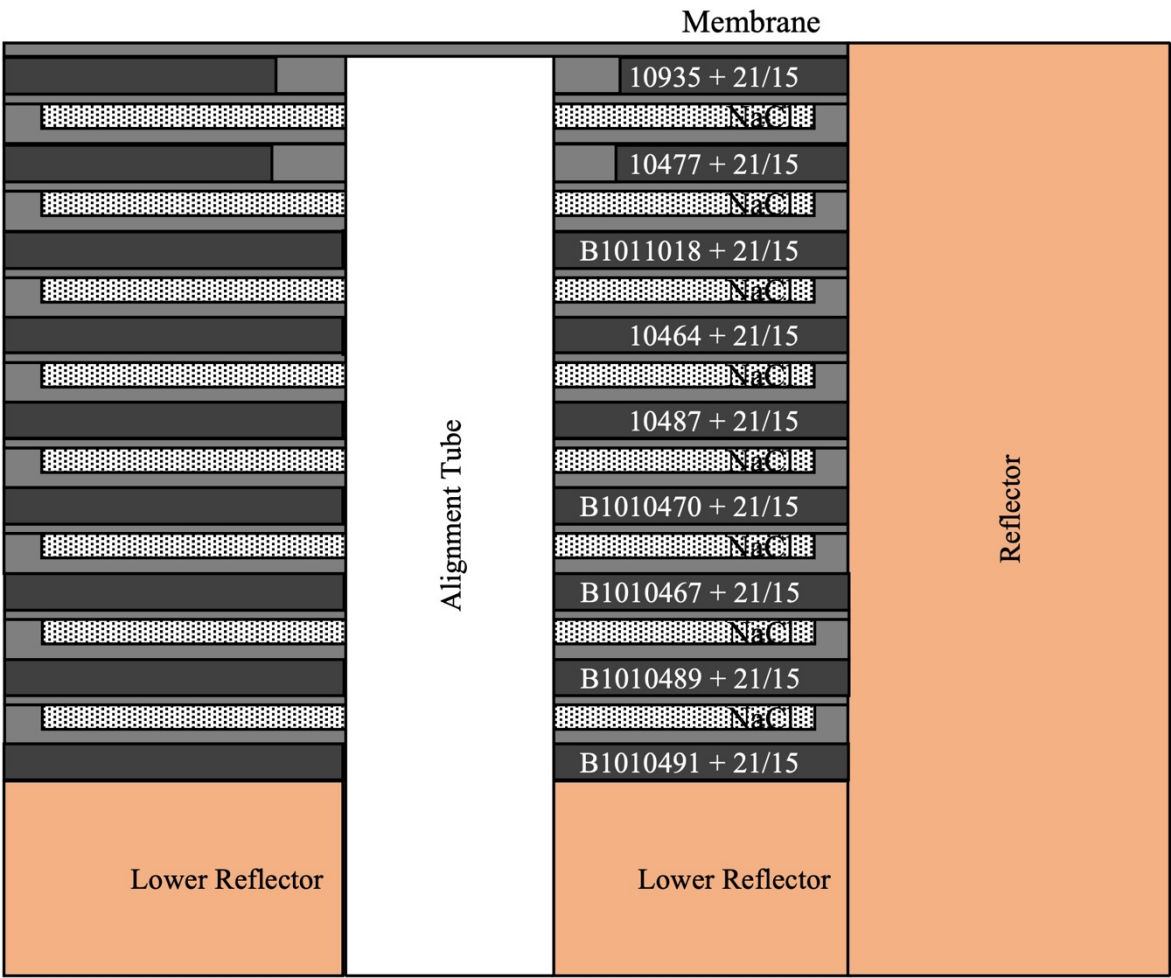 Membrane
10935 + 21/15
NaCl
10477 + 21/15
NaCl
B1011018 + 21/15
NaCl
10464 + 21/15
NaCl
10487 + 21/15
NaCl
B1010470 + 21/15
NaCl
B1010467 + 21/15
NaCl
B1010489 + 21/15
NaCl
B1010491 + 21/15
Alignment Tube
Reflector
Lower Reflector
Lower Reflector